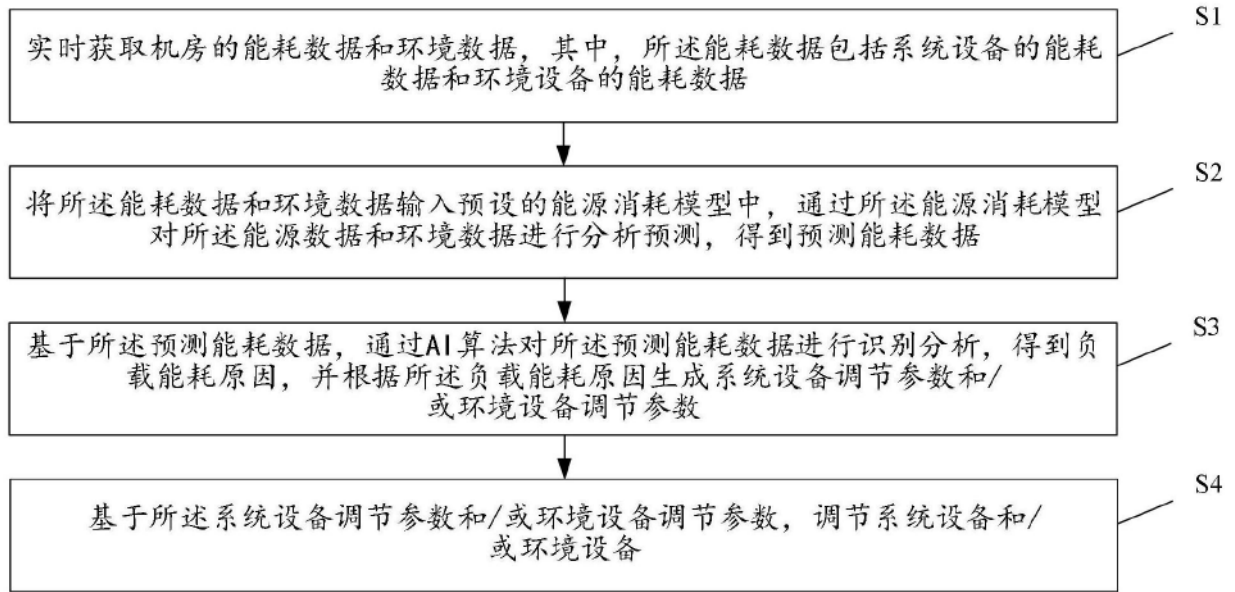 S1
实时获取机房的能耗数据和环境数据，其中，所述能耗数据包括系统设备的能耗
数据和环境设备的能耗数据
S2
将所述能耗数据和环境数据输入预设的能源消耗模型中，通过所述能源消耗模型
对所述能源数据和环境数据进行分析预测，得到预测能耗数据
S3
基于所述预测能耗数据，通过AI算法对所述预测能耗数据进行识别分析，得到负
载能耗原因，并根据所述负载能耗原因生成系统设备调节参数和/
或环境设备调节参数
S4
基于所述系统设备调节参数和/或环境设备调节参数，调节系统设备和/
或环境设备